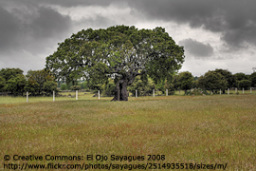 © Creative Commons: El Ojo Sayagues 2008
http://www.flickr.com/photos/sayagues/2514935518/sizes/m/